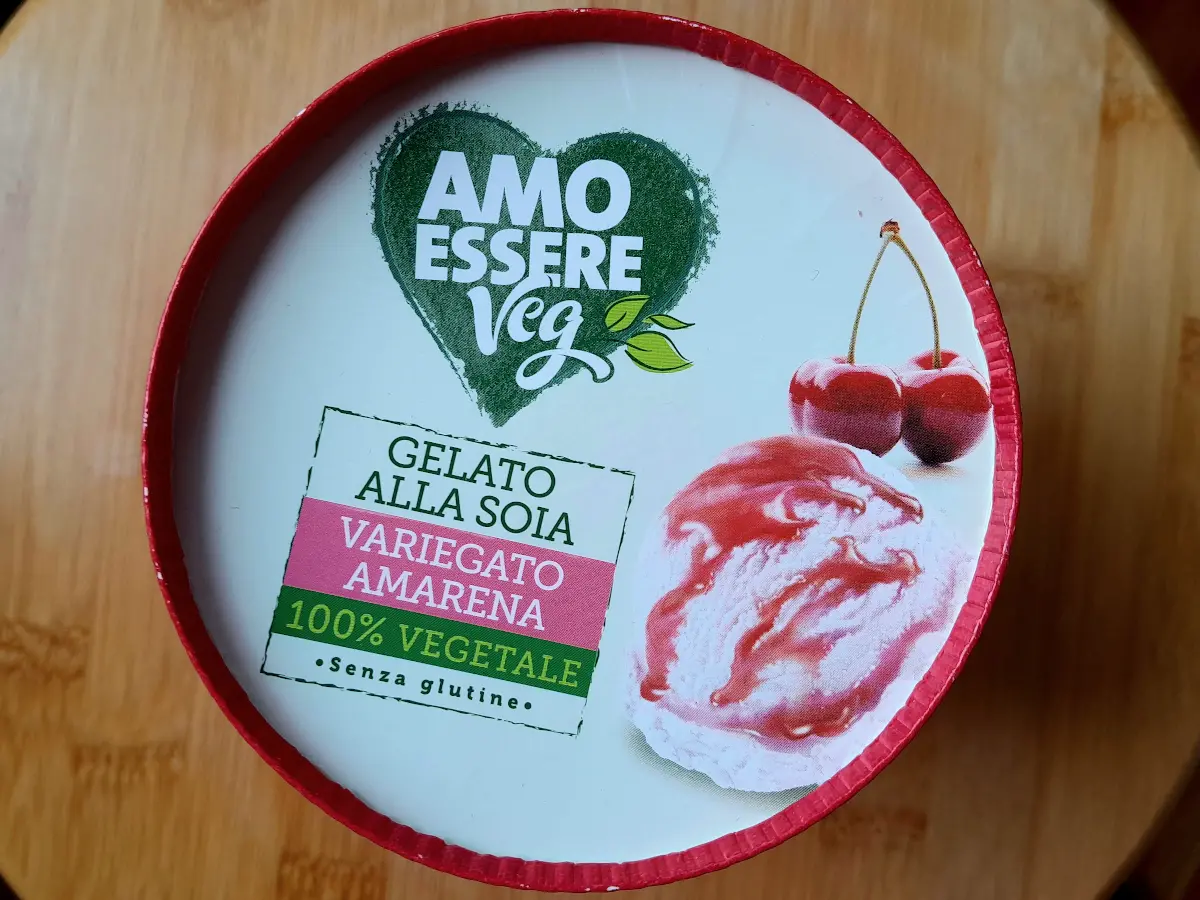 AMO
ESSERE
Veg
GELATO
ALLA SOIA
VARIEGATO
AMARENA
100% VEGETALE
•Senza glutine•